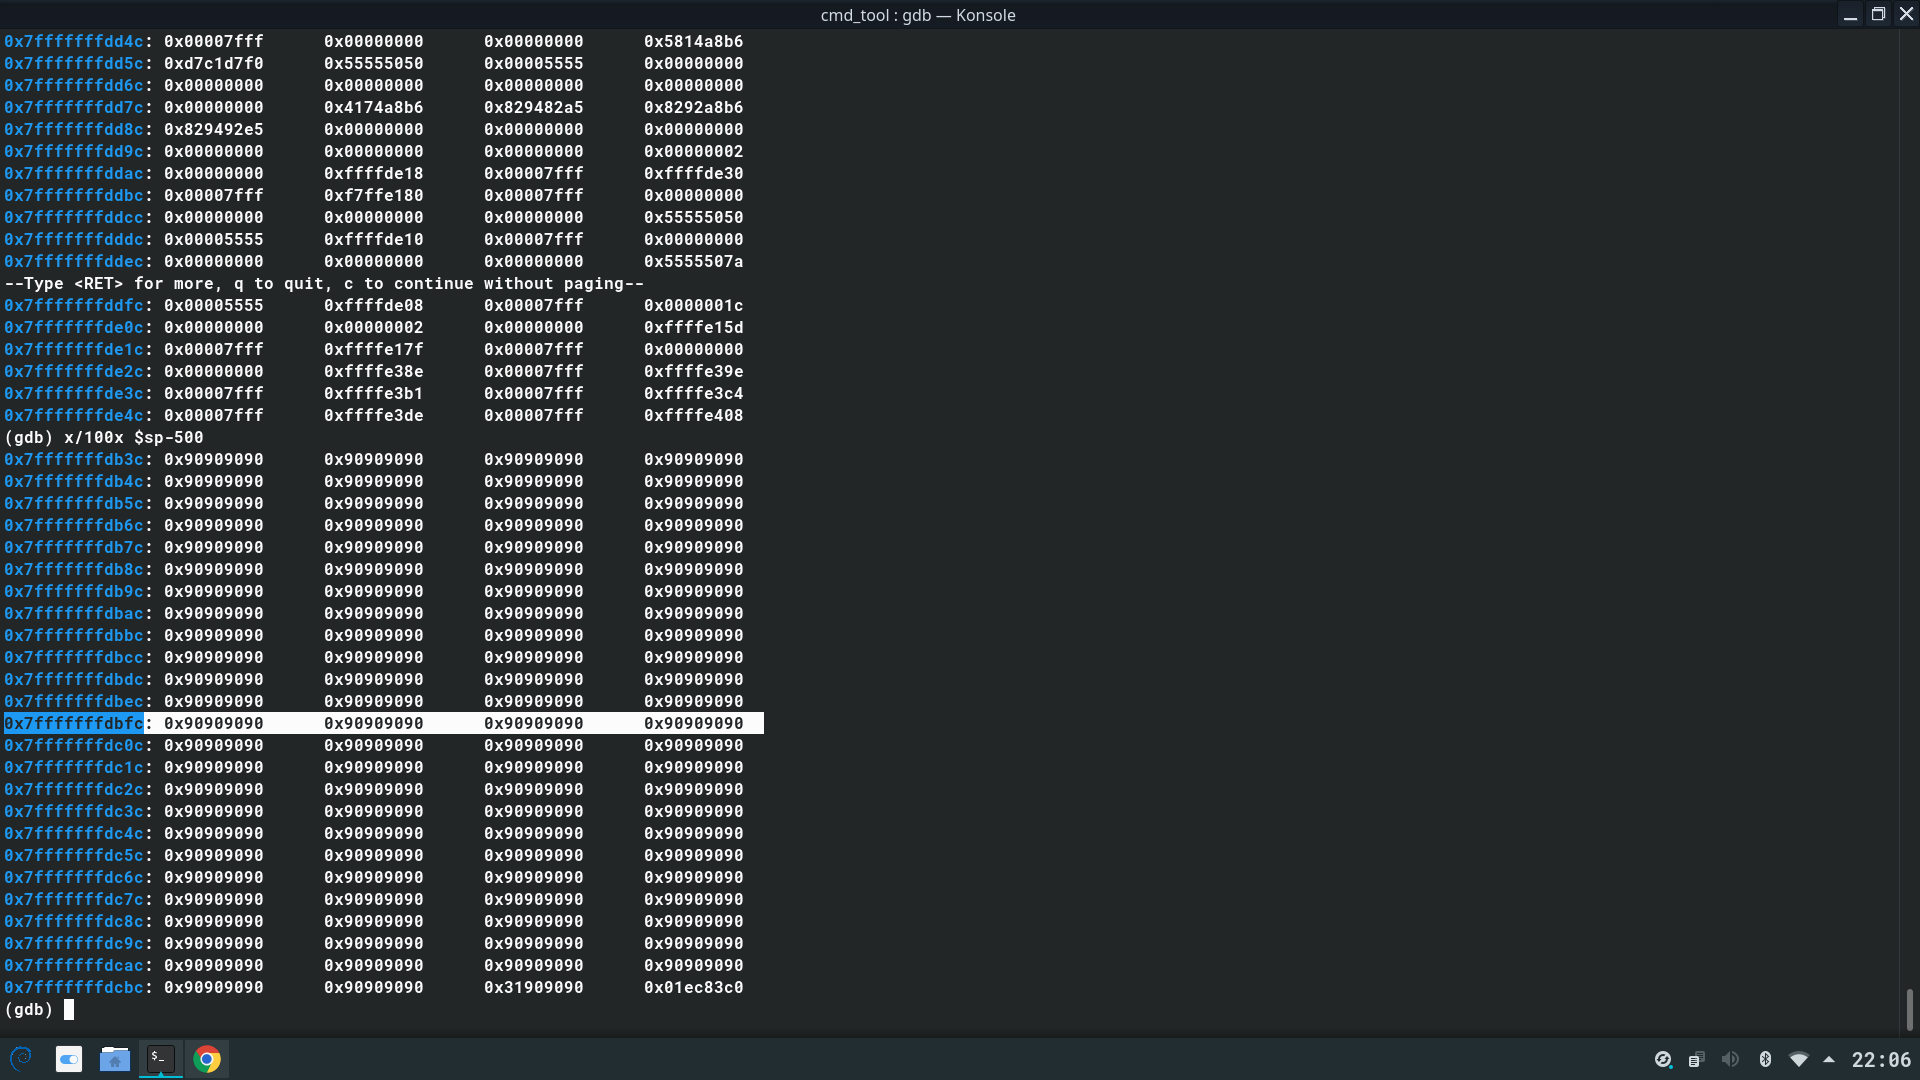 cmd_tool : gdb — Konsole
0x7fffffffdd4c: 0x00007fff 0x00000000 0x00000000 0x5814a8b6
0x7fffffffdd5c: 0xd7c1d7f0 0x55555050 0x00005555 0x00000000
0x7fffffffdd6c: 0x00000000 0x00000000 0x00000000 0x00000000
0x7fffffffdd7c: 0x00000000 0x4174a8b6 0x829482a5 0x8292a8b6
0x7fffffffdd8c: 0x829492e5 0x00000000 0x00000000 0x00000000
0x7fffffffdd9c: 0x00000000 0x00000000 0x00000000 0x00000002
0x7fffffffddac: 0x00000000 0xffffde18 0x00007fff 0xffffde30
0x7fffffffddbc: 0x00007fff 0xf7ffe180 0x00007fff 0x00000000
0x7fffffffddcc: 0x00000000 0x00000000 0x00000000 0x55555050
0x7fffffffdddc: 0x00005555 0xffffde10 0x00007fff 0x00000000
0x7fffffffddec: 0x00000000 0x00000000 0x00000000 0x5555507a
--Type <RET> for more, q to quit, c to continue without paging--
0x7fffffffddfc: 0x00005555 0xffffde08 0x00007fff 0x0000001c
0x7fffffffde0c: 0x00000000 0x00000002 0x00000000 0xffffe15d
0x7fffffffde1c: 0x00007fff 0xffffe17f 0x00007fff 0x00000000
0x7fffffffde2c: 0x00000000 0xffffe38e 0x00007fff 0xffffe39e
0x7fffffffde3c: 0x00007fff 0xffffe3b1 0x00007fff 0xffffe3c4
0x7fffffffde4c: 0x00007fff 0xffffe3de 0x00007fff 0xffffe408
(gdb) x/100x $sp-500
0x7fffffffdb3c: 0x90909090 0x90909090 0x90909090 0x90909090
0x7fffffffdb4c: 0x90909090 0x90909090 0x90909090 0x90909090
0x7fffffffdb5c: 0x90909090 0x90909090 0x90909090 0x90909090
0x7fffffffdb6c: 0x90909090 0x90909090 0x90909090 0x90909090
0x7fffffffdb7c: 0x90909090 0x90909090 0x90909090 0x90909090
0x7fffffffdb8c: 0x90909090 0x90909090 0x90909090 0x90909090
0x7fffffffdb9c: 0x90909090 0x90909090 0x90909090 0x90909090
0x7fffffffdbac: 0x90909090 0x90909090 0x90909090 0x90909090
0x7fffffffdbbc: 0x90909090 0x90909090 0x90909090 0x90909090
0x7fffffffdbcc: 0x90909090 0x90909090 0x90909090 0x90909090
0x7fffffffdbdc: 0x90909090 0x90909090 0x90909090 0x90909090
0x7fffffffdbec: 0x90909090 0x90909090 0x90909090 0x90909090
0x7fffffffdbfc: 0x90909090 0x90909090 0x90909090 0x90909090
0x7fffffffdc0c: 0x90909090 0x90909090 0x90909090 0x90909090
0x7fffffffdc1c: 0x90909090 0x90909090 0x90909090 0x90909090
0x7fffffffdc2c: 0x90909090 0x90909090 0x90909090 0x90909090
0x7fffffffdc3c: 0x90909090 0x90909090 0x90909090 0x90909090
0x7fffffffdc4c: 0x90909090 0x90909090 0x90909090 0x90909090
0x7fffffffdc5c: 0x90909090 0x90909090 0x90909090 0x90909090
0x7fffffffdc6c: 0x90909090 0x90909090 0x90909090 0x90909090
0x7fffffffdc7c: 0x90909090 0x90909090 0x90909090 0x90909090
0x7fffffffdc8c: 0x90909090 0x90909090 0x90909090 0x90909090
0x7fffffffdc9c: 0x90909090 0x90909090 0x90909090 0x90909090
0x7fffffffdcac: 0x90909090 0x90909090 0x90909090 0x90909090
0x7fffffffdcbc: 0x90909090 0x90909090 0x31909090 0x01ec83c0
(gdb)
22:06